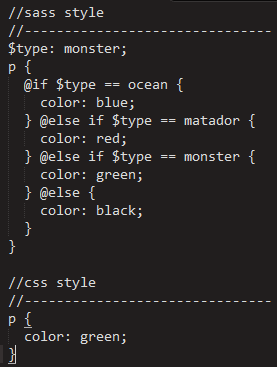 //sass style
//-------------------------------
$type: monster;
p {
  @if $type == ocean {
    color: blue;
  } @else if $type == matador {
    color: red;
  } @else if $type == monster {
    color: green;
  } @else {
    color: black;
  }
}

//css style
//-------------------------------
p {
  color: green;
}